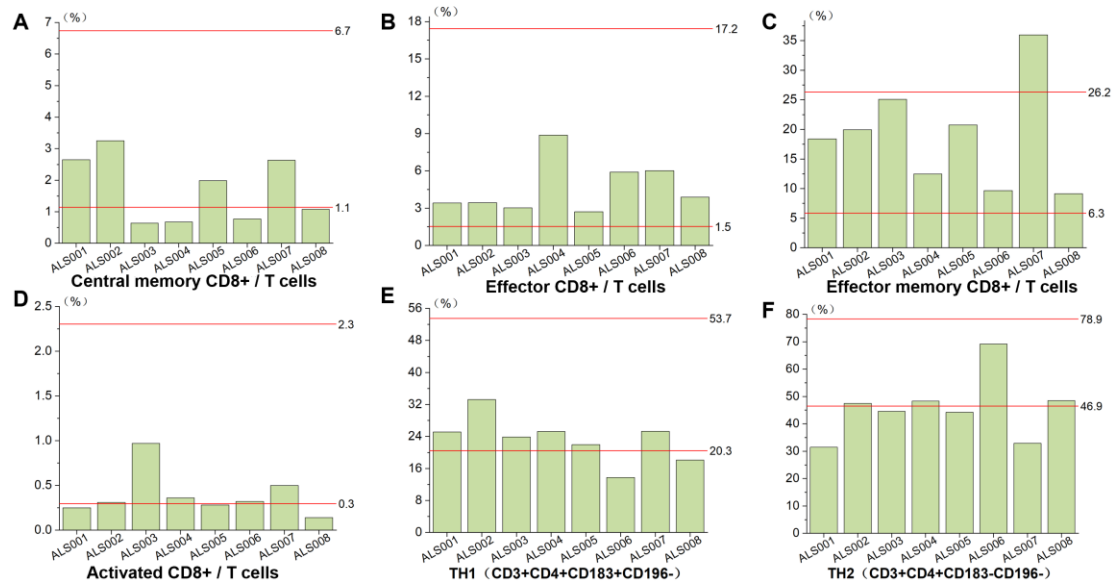 A
（%）
7
6
5
4
3
2
1
0
6.7
1.1
ALS001
ALS002
ALS003
ALS004
ALS005
ALS006
ALS007
ALS008
Central memory CD8+ / T cells
B
（%）
18
15
12
9
6
3
0
17.2
1.5
ALS001
ALS002
ALS003
ALS004
ALS005
ALS006
ALS007
ALS008
Effector CD8+ / T cells
C
（%）
35
30
25
20
15
10
5
0
26.2
6.3
ALS001
ALS002
ALS003
ALS004
ALS005
ALS006
ALS007
ALS008
Effector memory CD8+ / T cells
D
（%）
2.5
2.0
1.5
1.0
0.5
0.0
2.3
0.3
ALS001
ALS002
ALS003
ALS004
ALS005
ALS006
ALS007
ALS008
Activated CD8+ / T cells
E
（%）
56
48
40
32
24
16
8
0
53.7
20.3
ALS001
ALS002
ALS003
ALS004
ALS005
ALS006
ALS007
ALS008
TH1（CD3+CD4+CD183+CD196-）
F
（%）
80
70
60
50
40
30
20
10
0
78.9
46.9
ALS001
ALS002
ALS003
ALS004
ALS005
ALS006
ALS007
ALS008
TH2（CD3+CD4+CD183-CD196-）